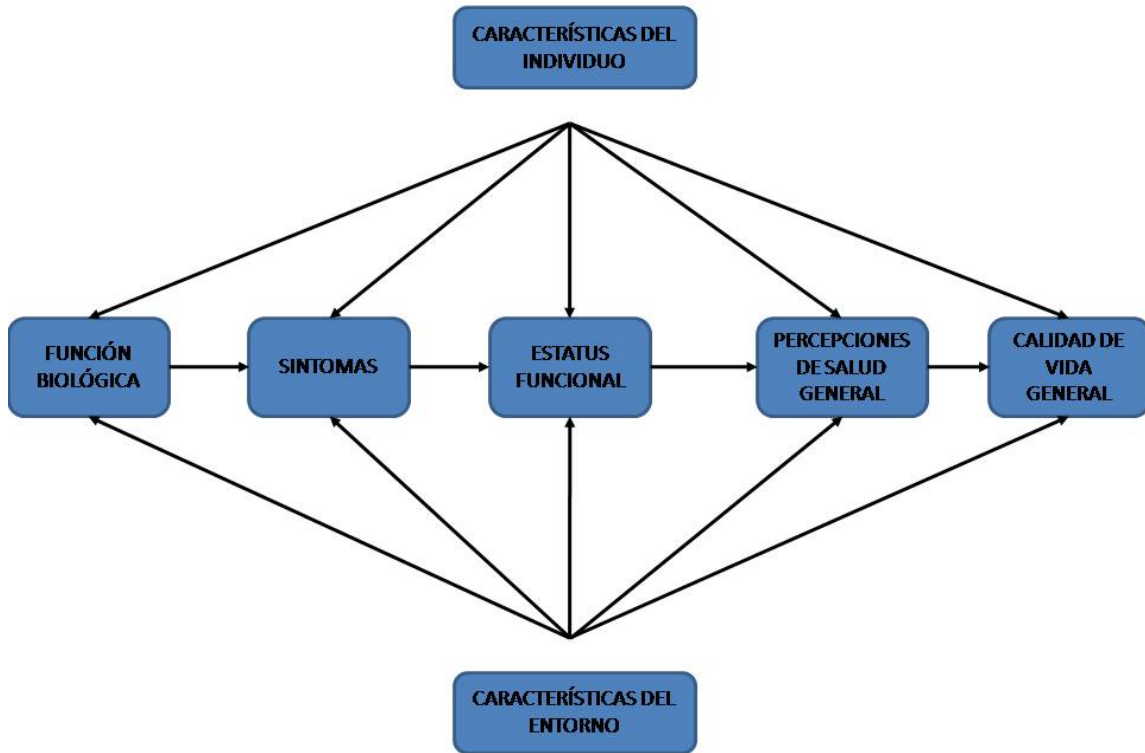 CARACTERÍSTICAS DEL
INDIVIDUO
FUNCIÓN
BIOLÓGICA
SINTOMAS
ESTATUS
FUNCIONAL
PERCEPCIONES
DE SALUD
GENERAL
CALIDAD DE
VIDA
GENERAL
CARACTERÍSTICAS DEL
ENTORNO